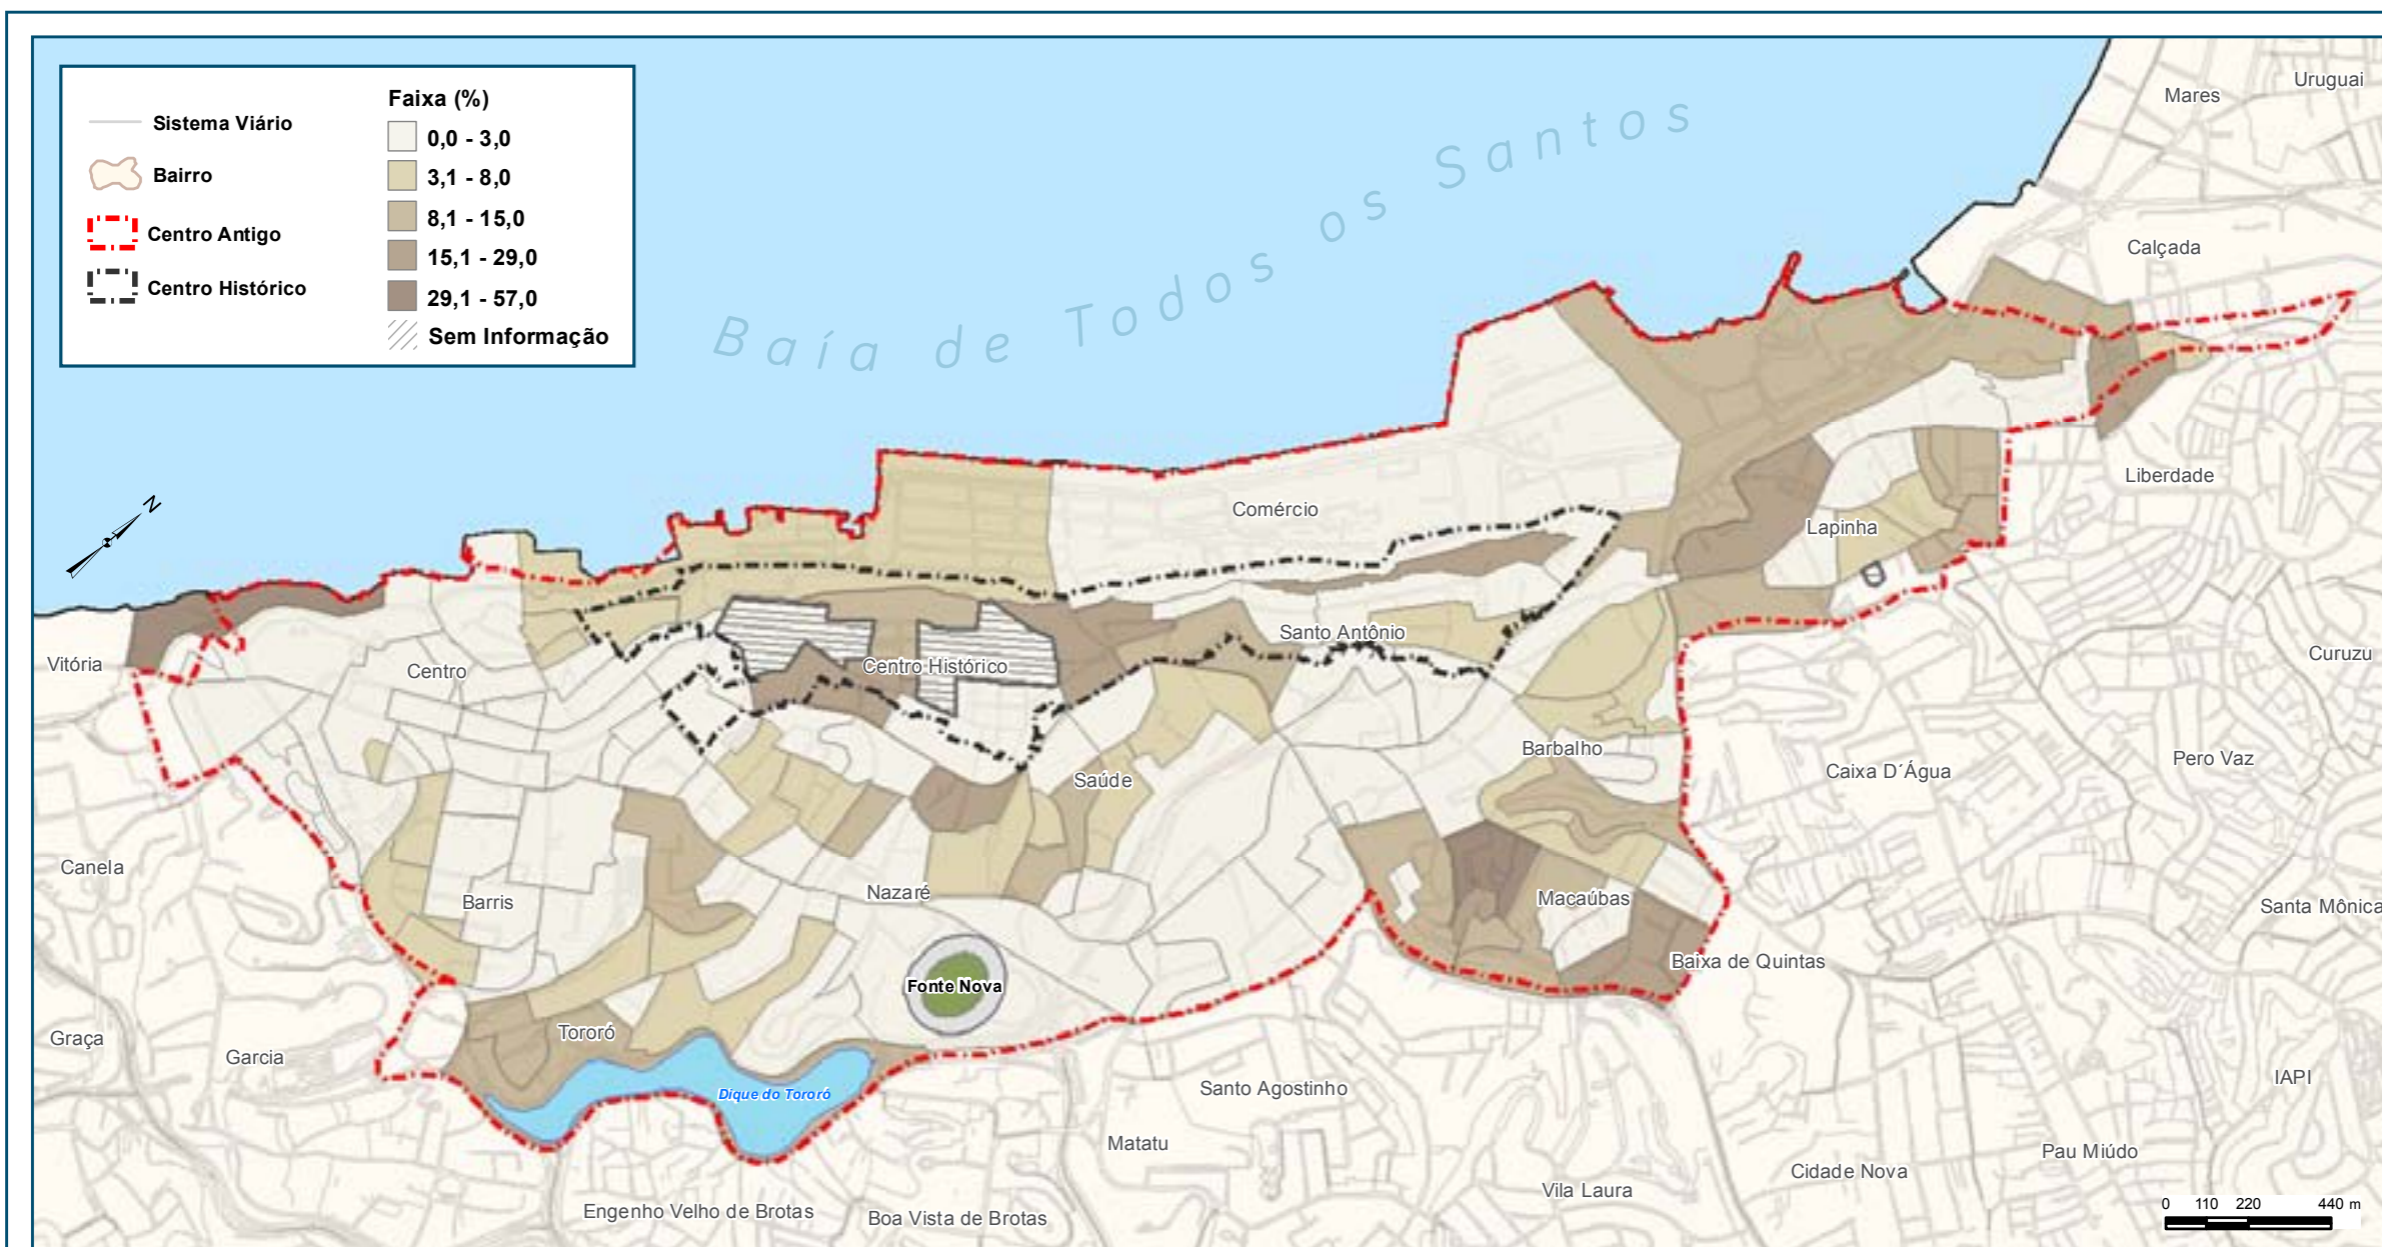 Sistema Viário
Bairro
Centro Antigo
Centro Histórico
Faixa (%)
0,0 - 3,0
3,1 - 8,0
8,1 - 15,0
15,1 - 29,0
29,1 - 57,0
Sem Informação
Baía de Todos os Santos
Uruguai
Mares
Calçada
N
Liberdade
Comércio
Lapinha
Santo Antônio
Curuzu
Vitória
Centro
Centro Histórico
Barbalho
Pero Vaz
Caixa D´Água
Saúde
Canela
Nazaré
Macaúbas
Barris
Santa Mônica
Baixa de Quintas
Fonte Nova
Tororó
Graça
Garcia
IAPI
Santo Agostinho
Dique do Tororó
Matatu
Pau Miúdo
Cidade Nova
Vila Laura
Engenho Velho de Brotas
Boa Vista de Brotas
0 110 220 440 m